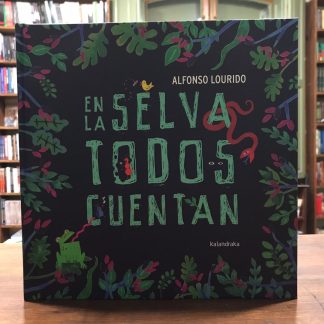 ALFONSO LOURIDO
EN LA SELVA
TODOS
CUENTAN
kalandraka